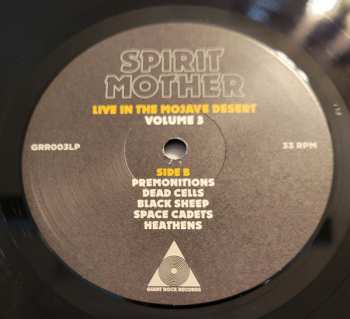 SPIRIT
MOTHER
LIVE IN THE MOJAVE DESERT
VOLUME 3
GRR003LP
33 RPM
SIDE B
PREMONITIONS
DEAD CELLS
BLACK SHEEP
SPACE CADETS
HEATHENS
GIANT ROCK RECORDS